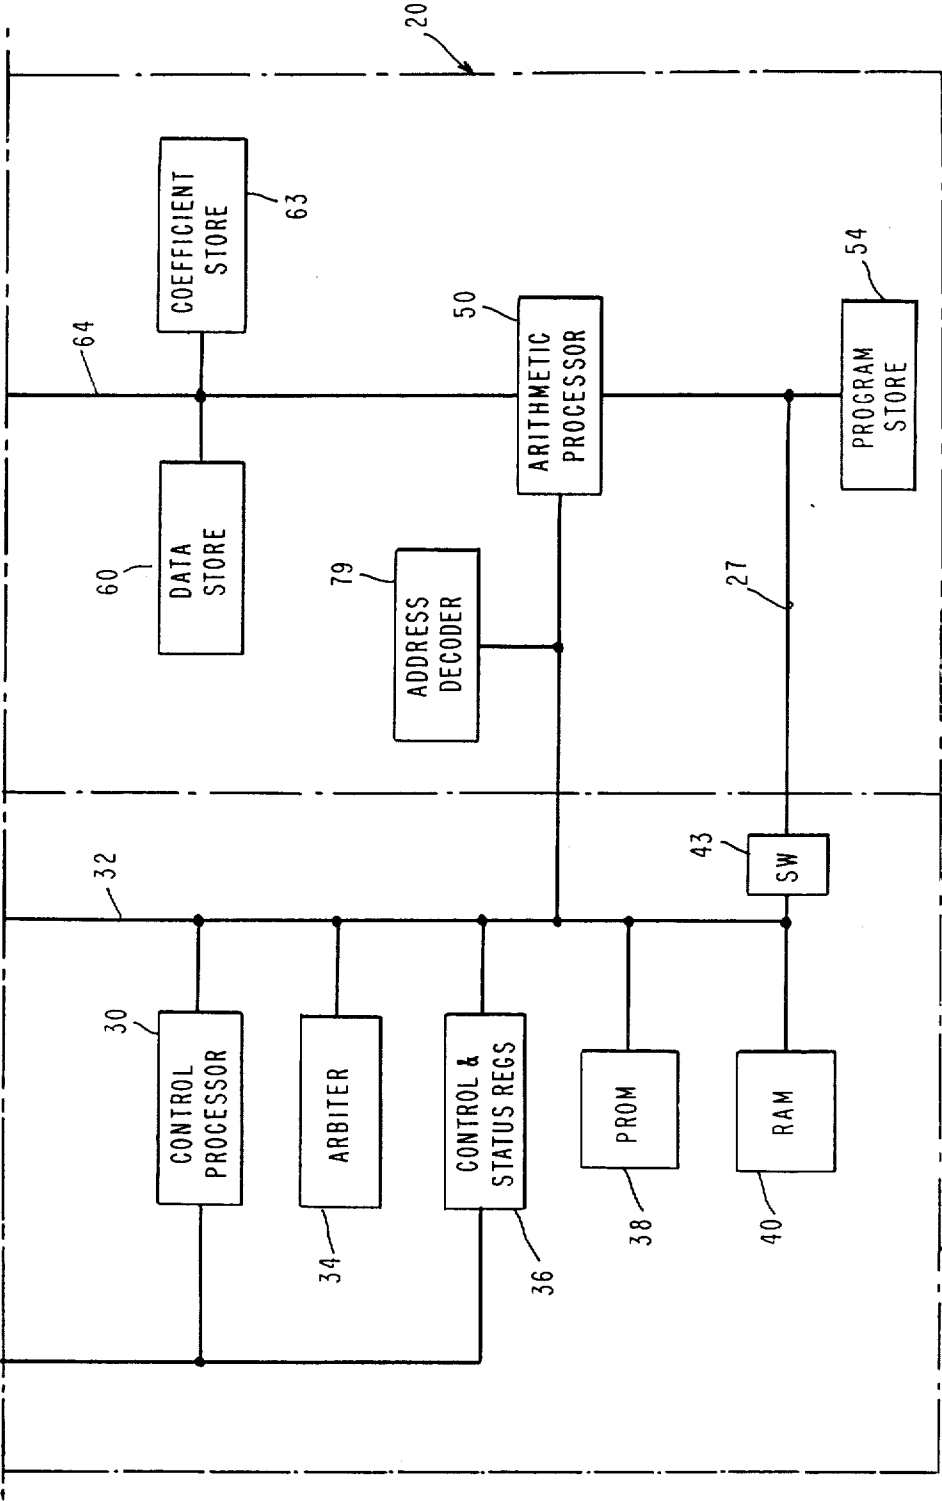 20
COEFFICIENT
STORE
63
64
DATA
STORE
60
50
ARITHMETIC
PROCESSOR
54
PROGRAM
STORE
79
ADDRESS
DECODER
27
43
SW
32
30
CONTROL
PROCESSOR
ARBITER
34
CONTROL &
STATUS REGS
36
PROM
38
RAM
40